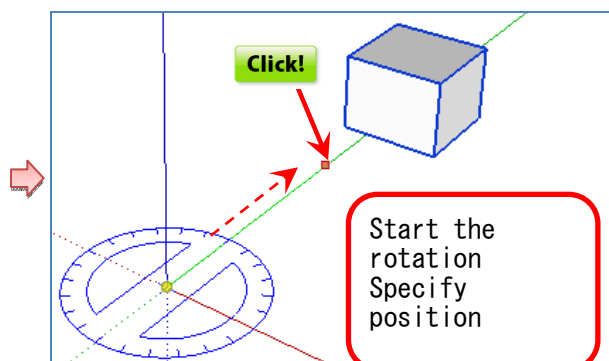 Click!
Start the
rotation
Specify
position